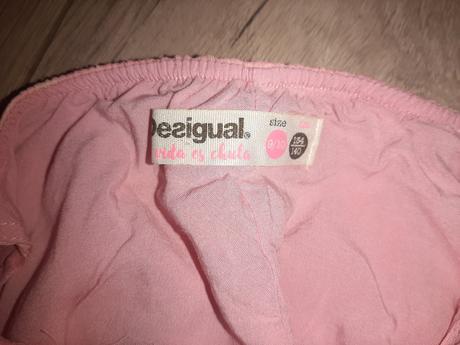 Desigual.
vida es chula
size
9/10
134
140